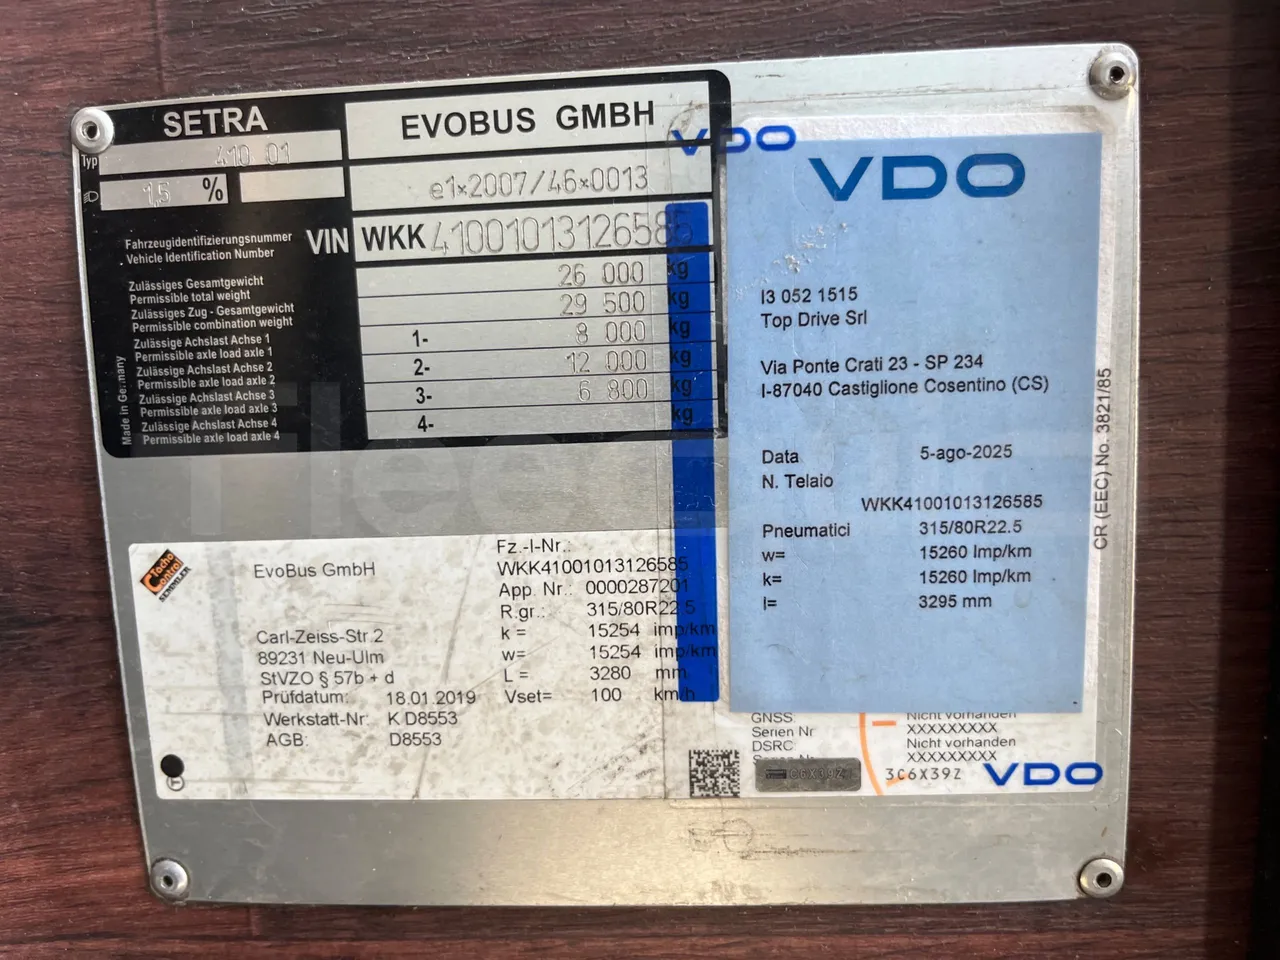 SETRA
EVOBUS GMBH
Typ
410 01
1,5 %
e1*2007/46*0013
Fahrzeugidentifizierungsnummer
Vehicle Identification Number
VIN
WKK41001013126585
Zulässiges Gesamtgewicht
Permissible total weight
26 000 kg
Zulässiges Zug - Gesamtgewicht
Permissible combination weight
29 500 kg
Zulässige Achslast Achse 1
Permissible axle load axle 1
1- 8 000 kg
Zulässige Achslast Achse 2
Permissible axle load axle 2
2- 12 000 kg
Zulässige Achslast Achse 3
Permissible axle load axle 3
3- 6 800 kg
Zulässige Achslast Achse 4
Permissible axle load axle 4
4- kg
Made in Germany
Tacho
Control
SEMMLER
EvoBus GmbH
Carl-Zeiss-Str.2
89231 Neu-Ulm
StVZO § 57b + d
Prüfdatum: 18.01.2019
Werkstatt-Nr: K D8553
AGB: D8553
Fz.-I-Nr.:
WKK41001013126585
App. Nr.: 0000287201
R.gr.: 315/80R22.5
k = 15254 imp/km
w= 15254 imp/km
L = 3280 mm
Vset= 100 km/h
VDO
VDO
I3 052 1515
Top Drive Srl
Via Ponte Crati 23 - SP 234
I-87040 Castiglione Cosentino (CS)
Data 5-ago-2025
N. Telaio
WKK41001013126585
Pneumatici 315/80R22.5
w= 15260 Imp/km
k= 15260 Imp/km
l= 3295 mm
CR (EEC) No. 3821/85
GNSS: Nicht vorhanden
Serien Nr XXXXXXXXX
DSRC: Nicht vorhanden
XXXXXXXXX
C6X39Z
3C6X39Z
VDO